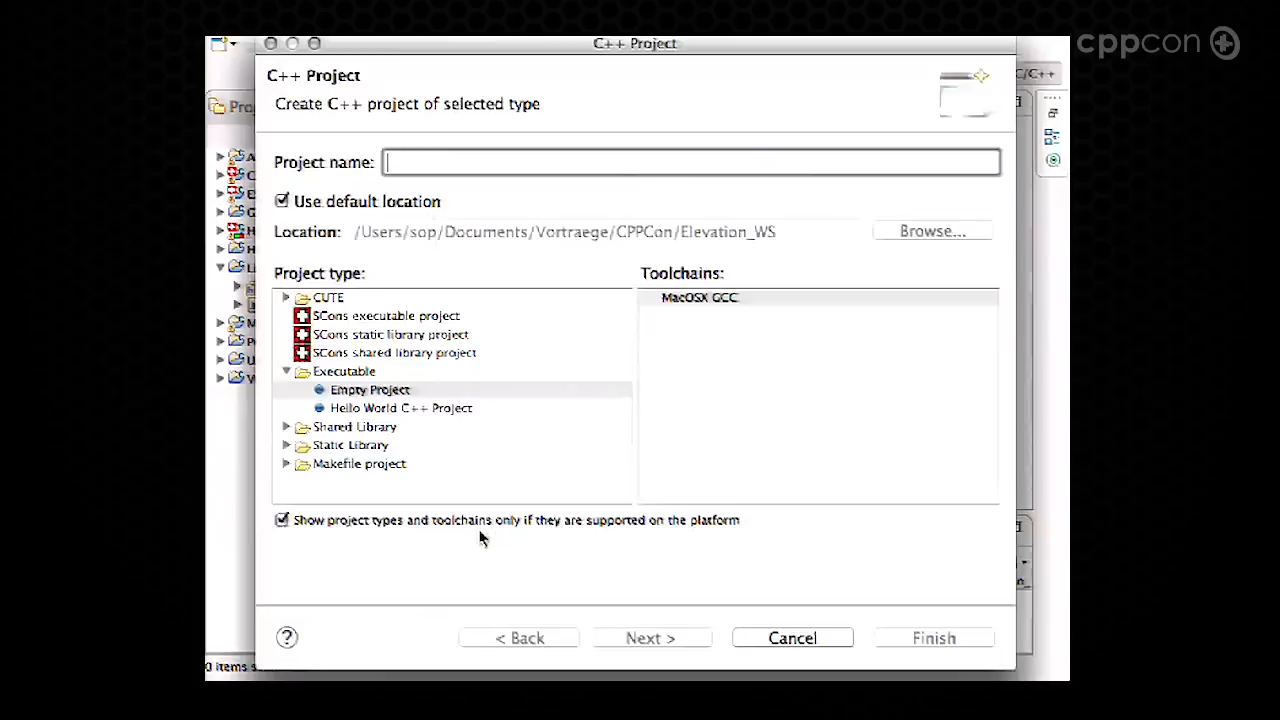 cppcon
C++ Project
C/C++
C++ Project
Create C++ project of selected type
Project name:
Use default location
Location: /Users/sop/Documents/Vortraege/CPPCon/Elevation_WS
Browse...
Project type:
Toolchains:
CUTE
MacOSX GCC
SCons executable project
SCons static library project
SCons shared library project
Executable
Empty Project
Hello World C++ Project
Shared Library
Static Library
Makefile project
Show project types and toolchains only if they are supported on the platform
?
< Back
Next >
Cancel
Finish
0 items